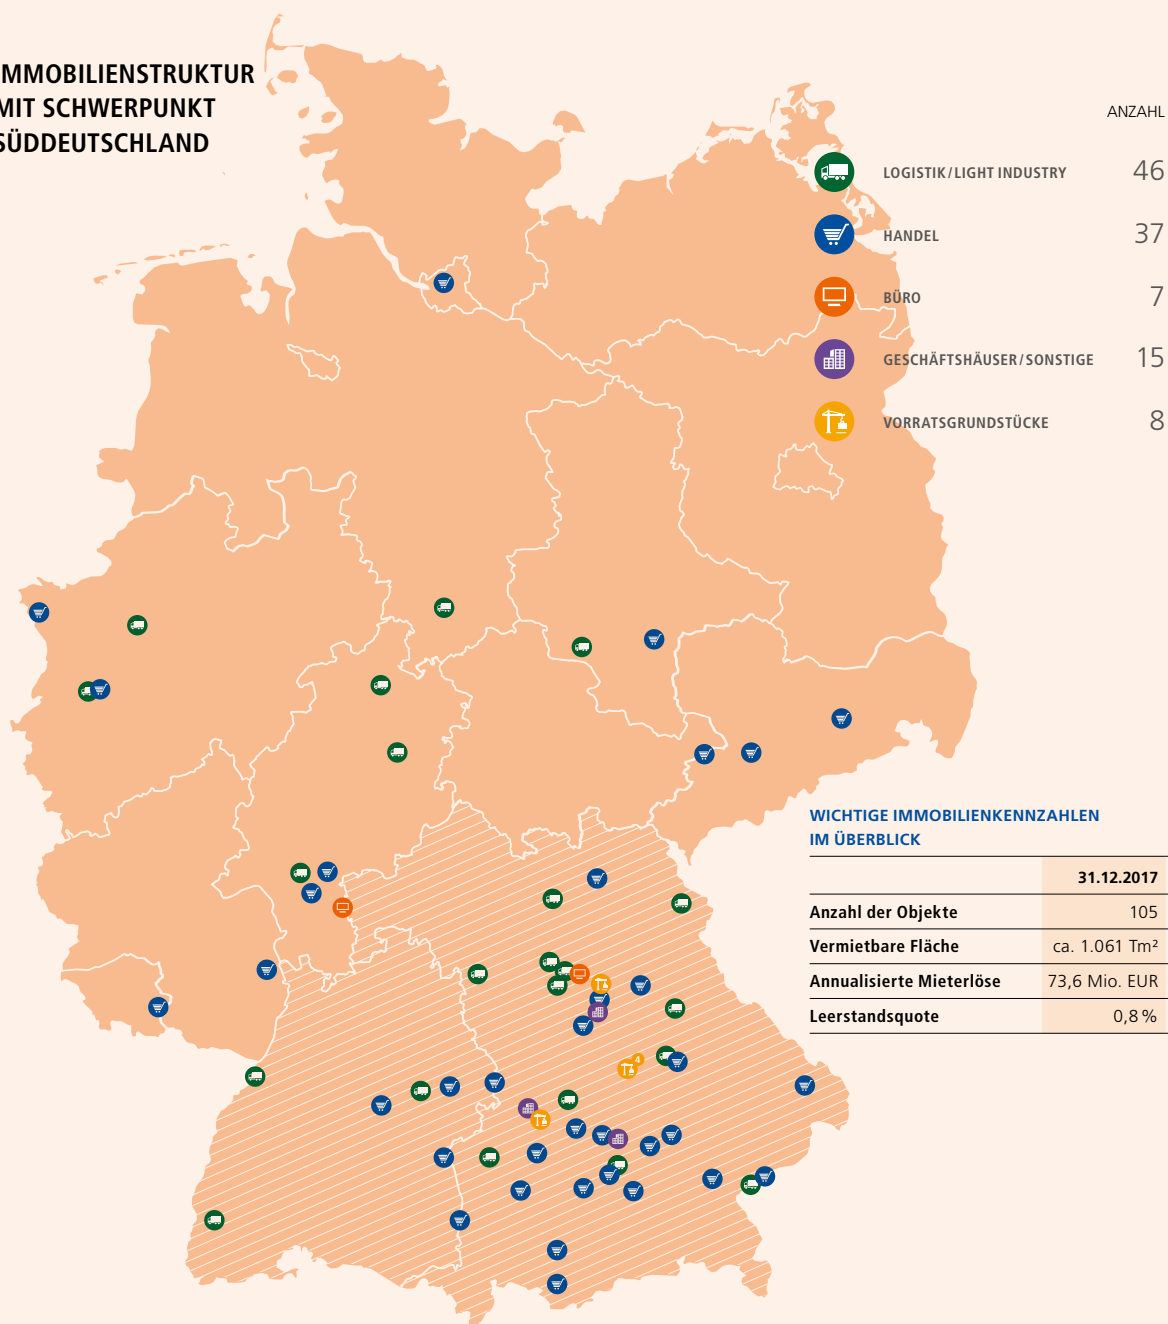 IMMOBILIENSTRUKTUR
MIT SCHWERPUNKT
SÜDDEUTSCHLAND
ANZAHL
LOGISTIK/LIGHT INDUSTRY 46
HANDEL 37
BÜRO 7
GESCHÄFTSHÄUSER/SONSTIGE 15
VORRATSGRUNDSTÜCKE 8
WICHTIGE IMMOBILIENKENNZAHLEN
IM ÜBERBLICK
31.12.2017
Anzahl der Objekte 105
Vermietbare Fläche ca. 1.061 Tm²
Annualisierte Mieterlöse 73,6 Mio. EUR
Leerstandsquote 0,8 %
4